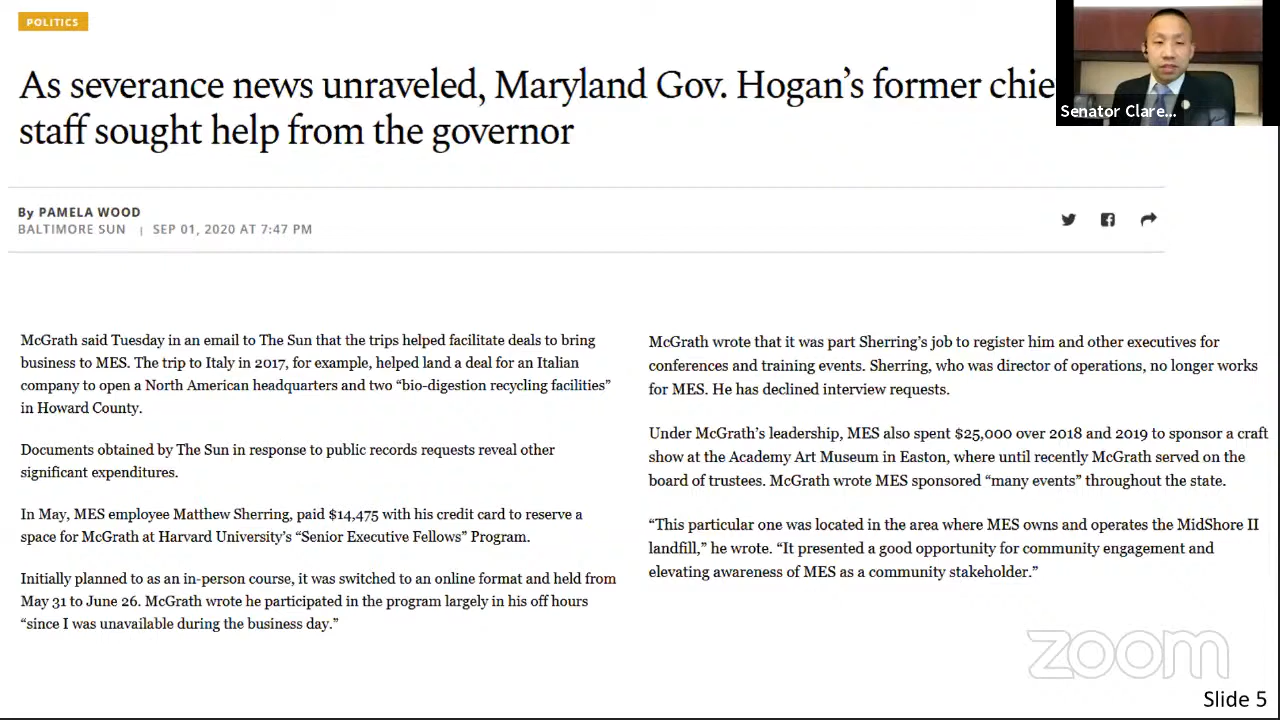 POLITICS
As severance news unraveled, Maryland Gov. Hogan’s former chie
staff sought help from the governor
Senator Clare...
By PAMELA WOOD
BALTIMORE SUN | SEP 01, 2020 AT 7:47 PM
McGrath said Tuesday in an email to The Sun that the trips helped facilitate deals to bring
business to MES. The trip to Italy in 2017, for example, helped land a deal for an Italian
company to open a North American headquarters and two “bio-digestion recycling facilities”
in Howard County.
Documents obtained by The Sun in response to public records requests reveal other
significant expenditures.
In May, MES employee Matthew Sherring, paid $14,475 with his credit card to reserve a
space for McGrath at Harvard University’s “Senior Executive Fellows” Program.
Initially planned to as an in-person course, it was switched to an online format and held from
May 31 to June 26. McGrath wrote he participated in the program largely in his off hours
“since I was unavailable during the business day.”
McGrath wrote that it was part Sherring’s job to register him and other executives for
conferences and training events. Sherring, who was director of operations, no longer works
for MES. He has declined interview requests.
Under McGrath’s leadership, MES also spent $25,000 over 2018 and 2019 to sponsor a craft
show at the Academy Art Museum in Easton, where until recently McGrath served on the
board of trustees. McGrath wrote MES sponsored “many events” throughout the state.
“This particular one was located in the area where MES owns and operates the MidShore II
landfill,” he wrote. “It presented a good opportunity for community engagement and
elevating awareness of MES as a community stakeholder.”
zoom
Slide 5